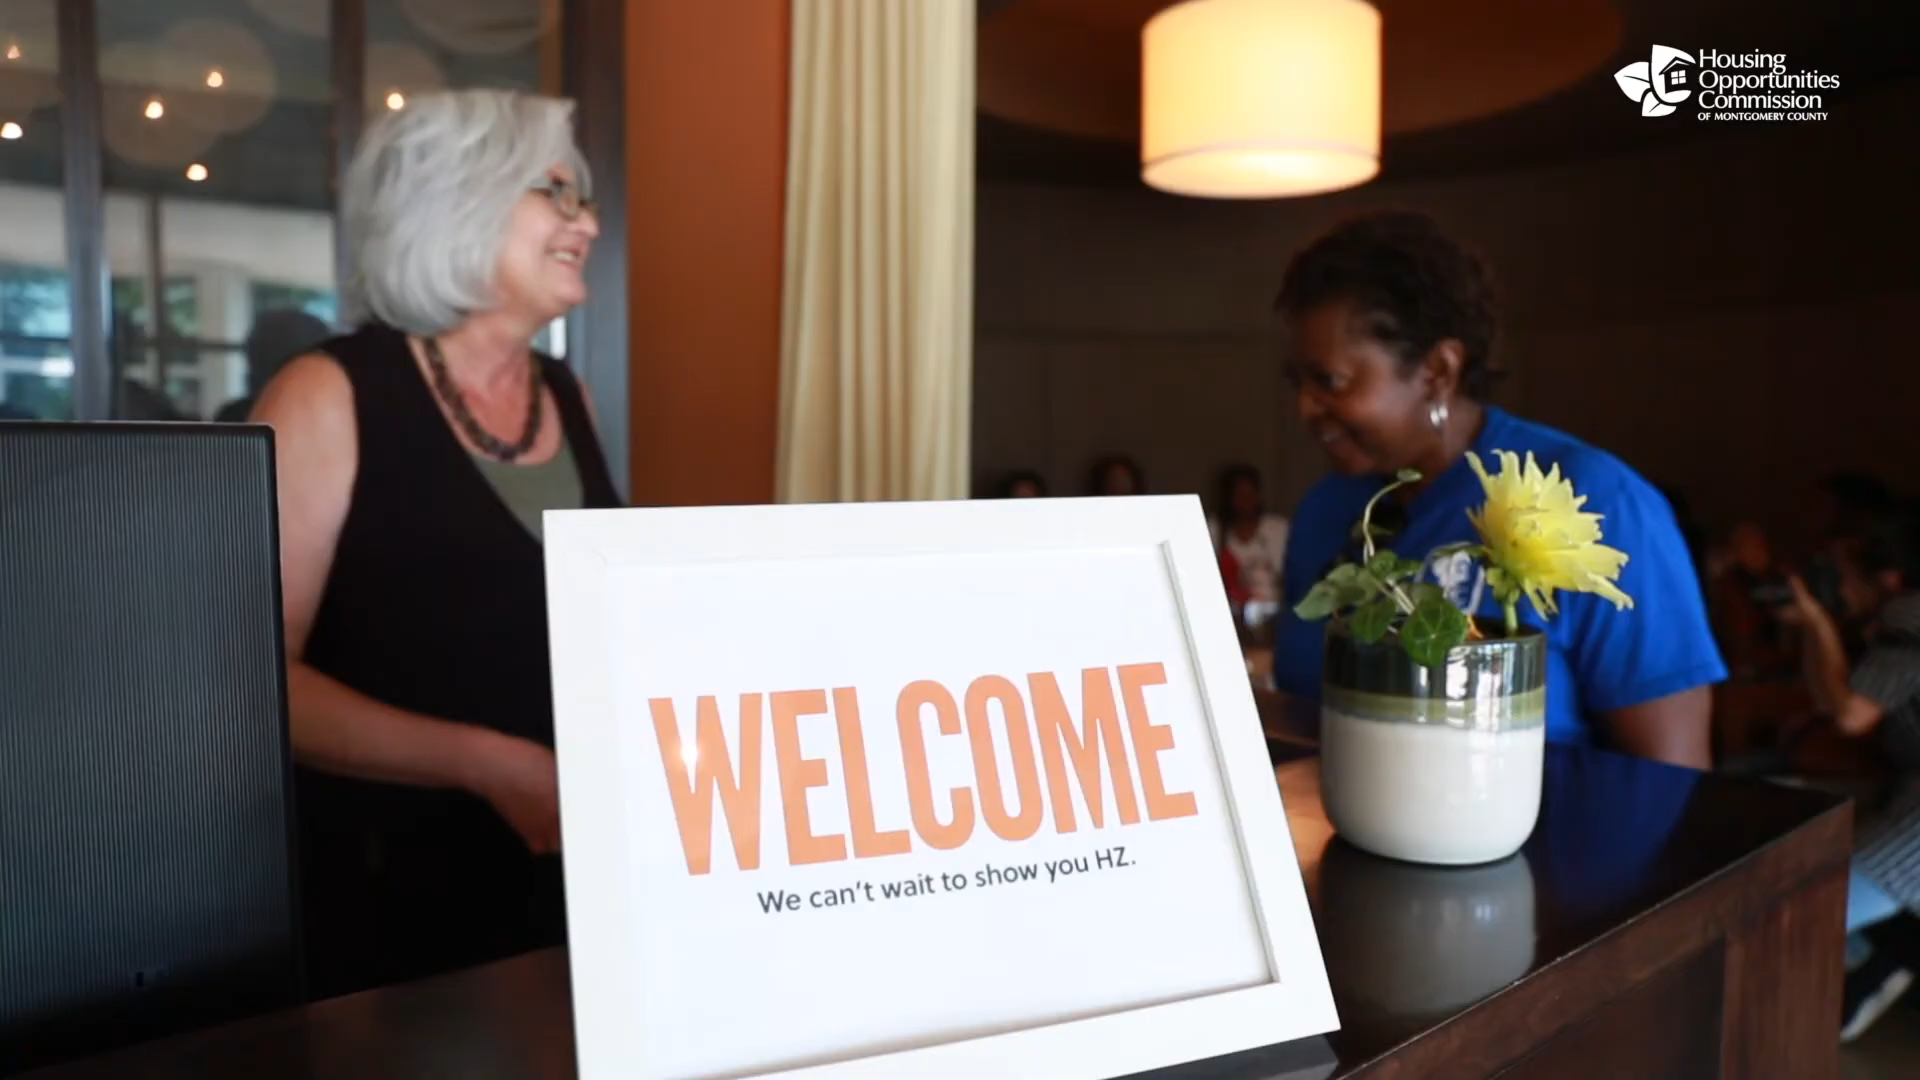 Housing
Opportunities
Commission
OF MONTGOMERY COUNTY
WELCOME
We can't wait to show you HZ.